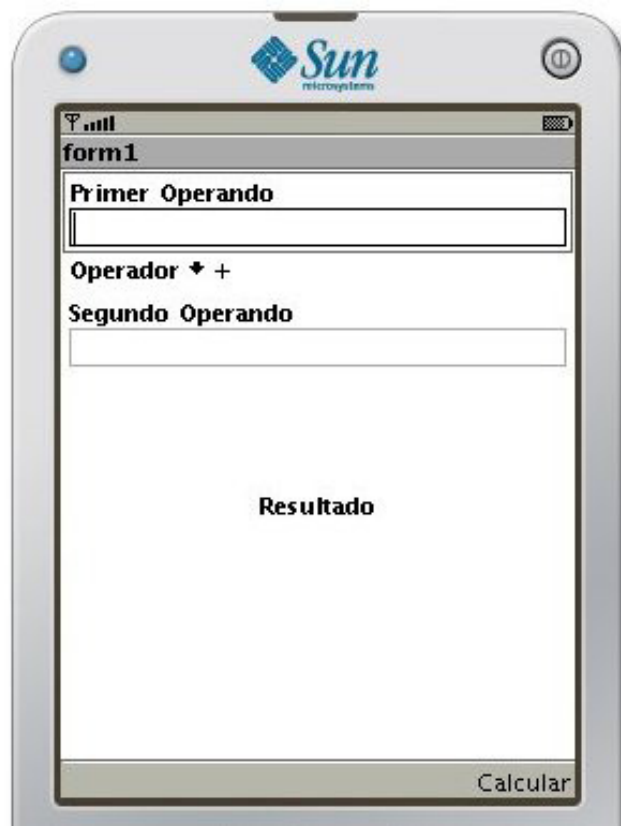 Sun
microsystems
form1
Primer Operando
Operador +
Segundo Operando
Resultado
Calcular